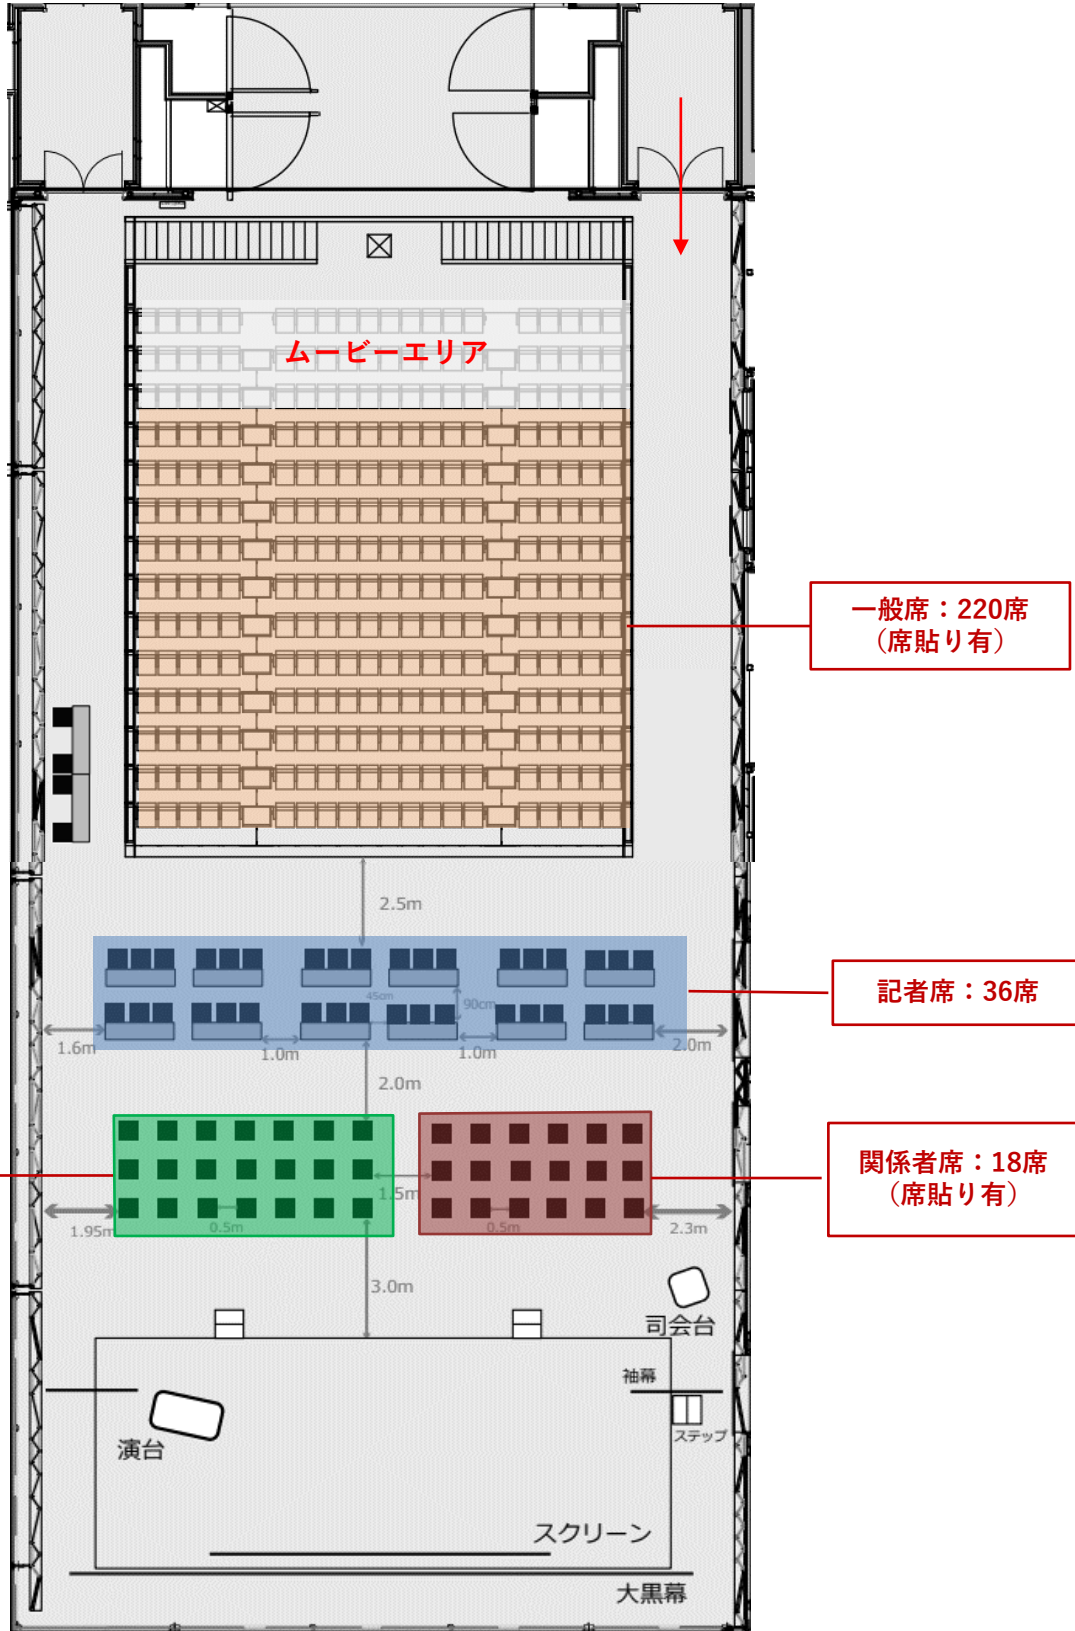 ムービーエリア
一般席：220席
（席貼り有）
2.5m
記者席：36席
45cm
90cm
1.6m
1.0m
1.0m
2.0m
2.0m
関係者席：18席
（席貼り有）
1.5m
1.95m
0.5m
0.5m
2.3m
3.0m
司会台
袖幕
ステップ
演台
スクリーン
大黒幕